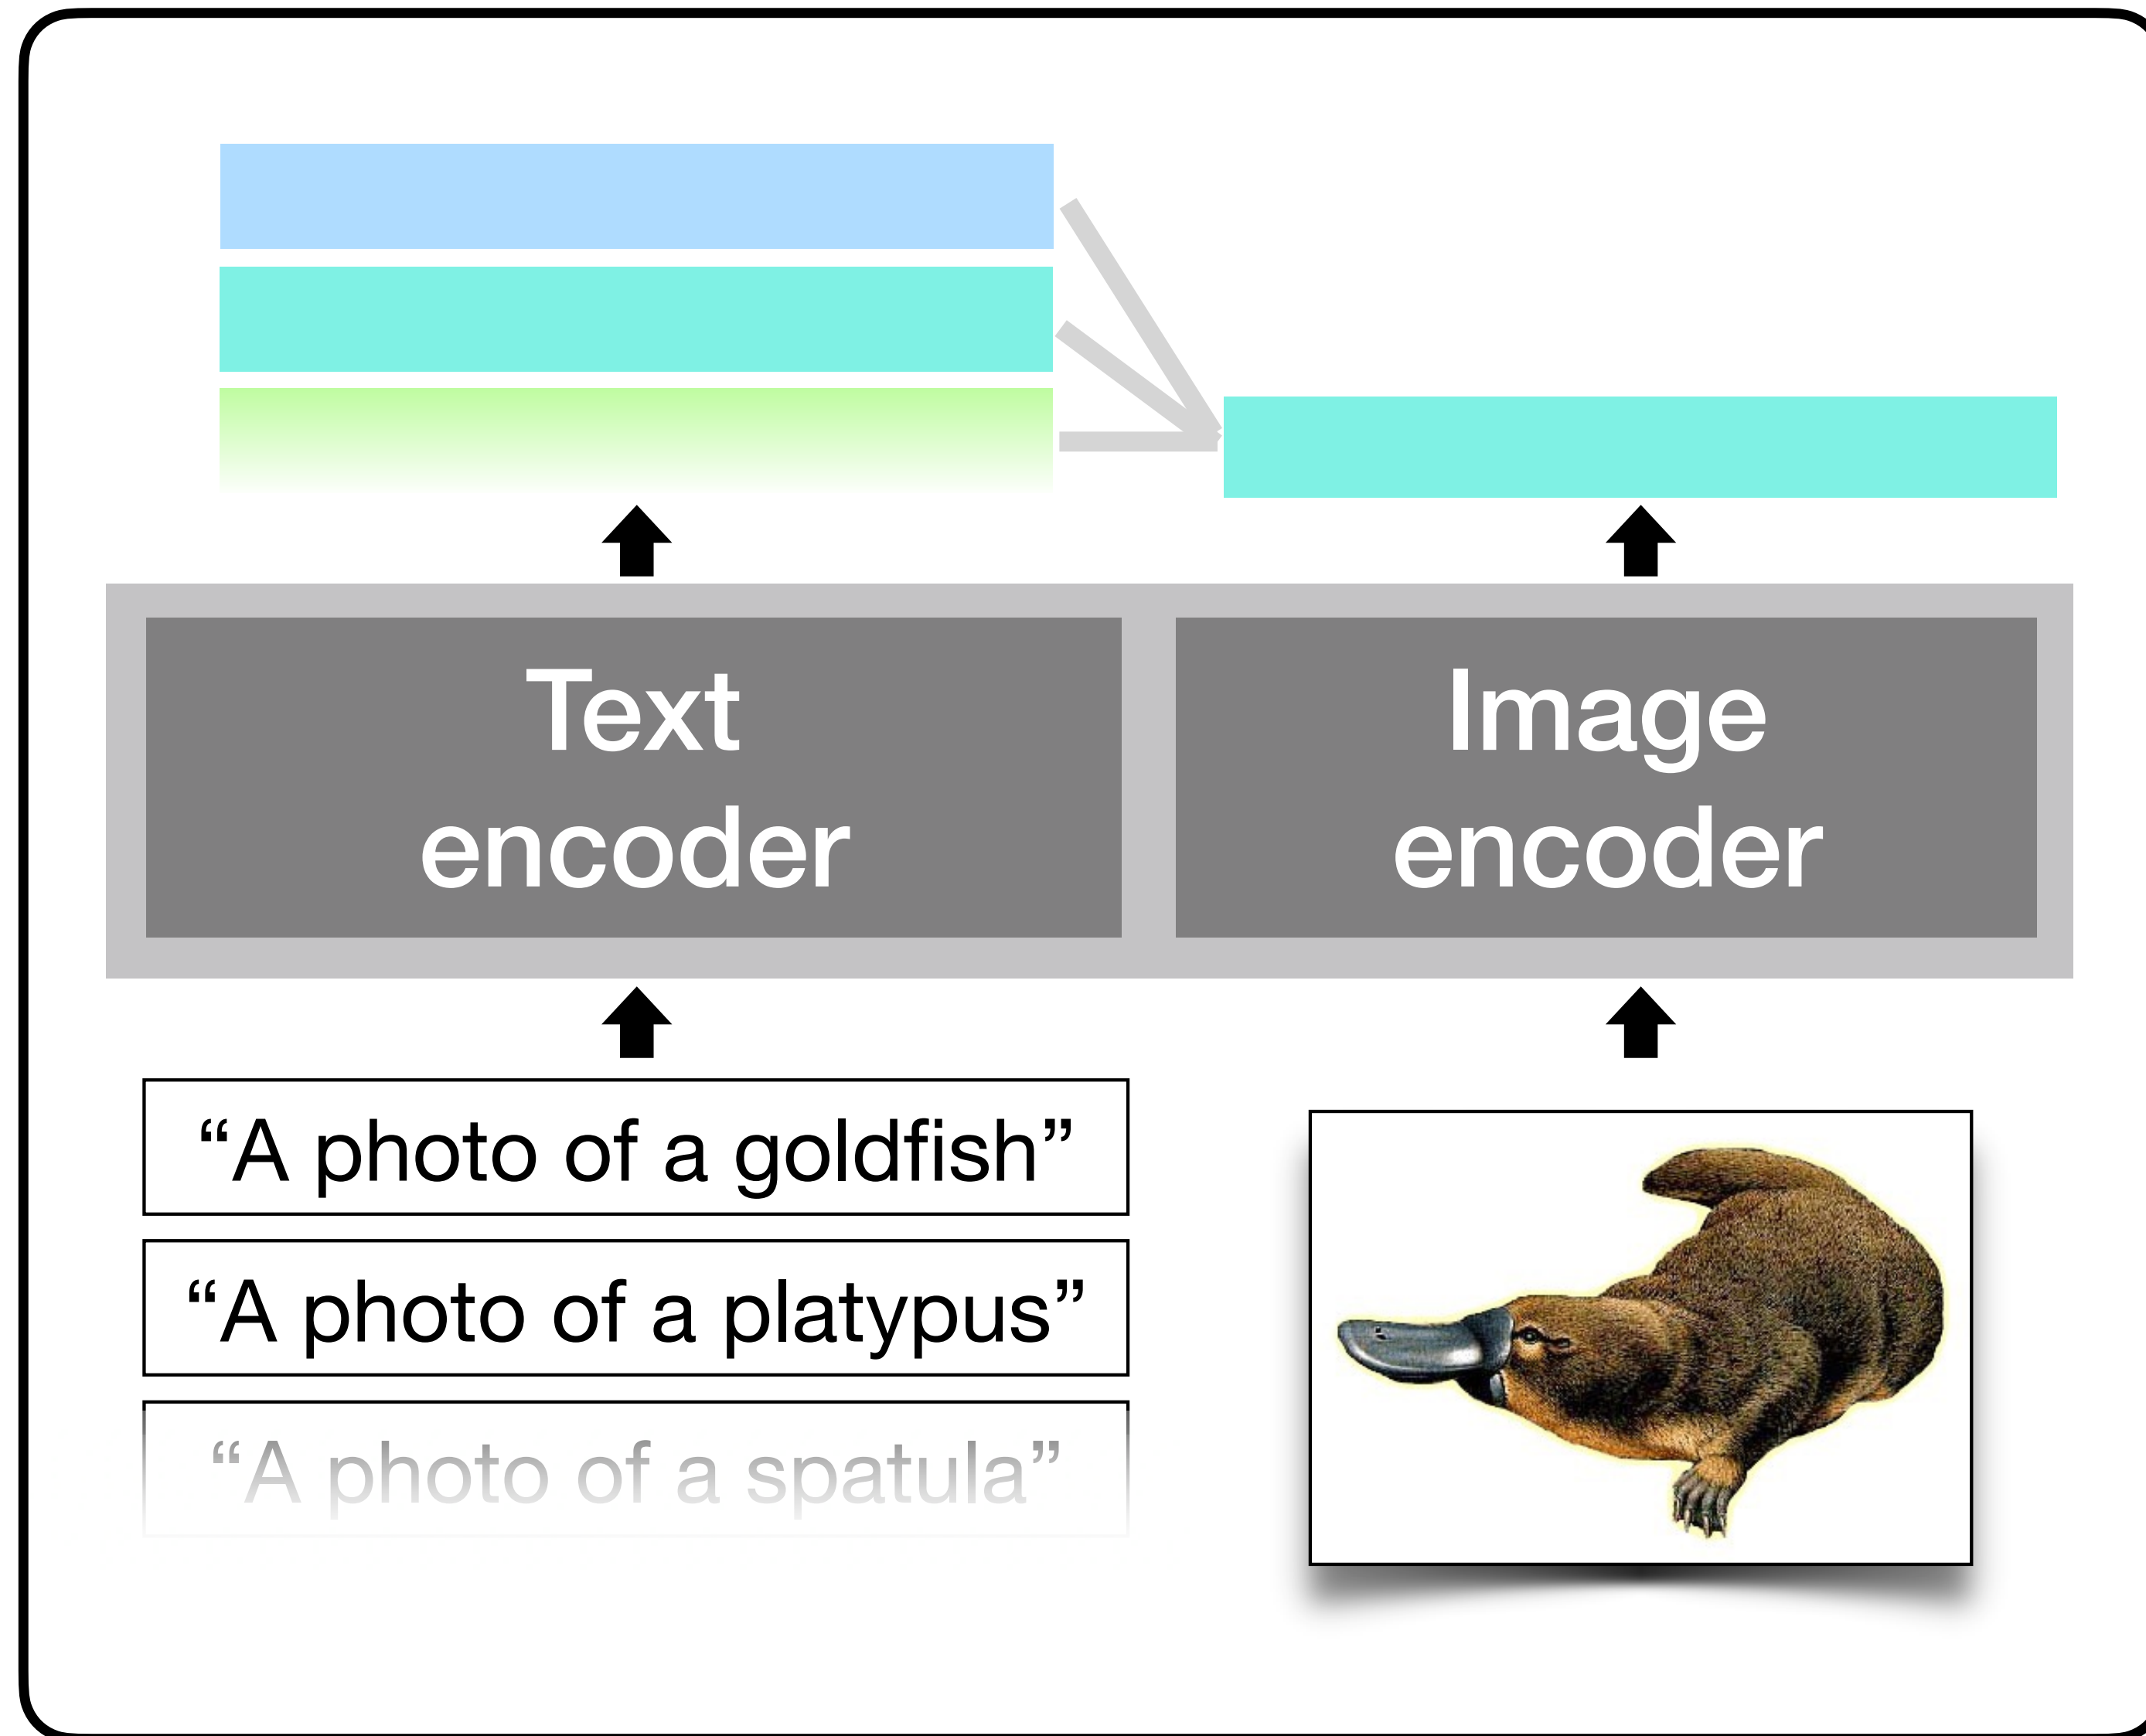 Text
encoder
Image
encoder
“A photo of a goldfish”
“A photo of a platypus”
“A photo of a spatula”